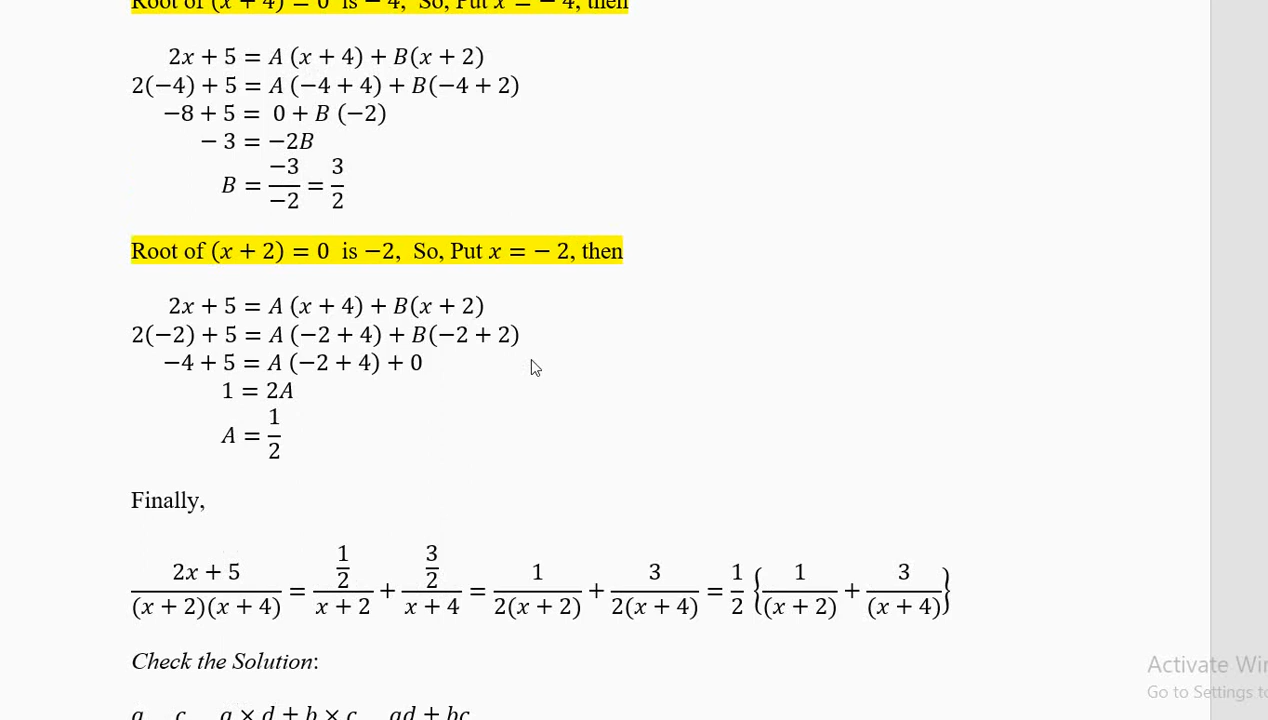 Root of (x + 4) = 0 is − 4, So, Put x = − 4, then
2x + 5 = A (x + 4) + B(x + 2)
2(−4) + 5 = A (−4 + 4) + B(−4 + 2)
−8 + 5 = 0 + B (−2)
− 3 = −2B
B = −3/−2 = 3/2
Root of (x + 2) = 0 is −2, So, Put x = − 2, then
2x + 5 = A (x + 4) + B(x + 2)
2(−2) + 5 = A (−2 + 4) + B(−2 + 2)
−4 + 5 = A (−2 + 4) + 0
1 = 2A
A = 1/2
Finally,
2x + 5/(x + 2)(x + 4) = 1/2/x + 2 + 3/2/x + 4 = 1/2(x + 2) + 3/2(x + 4) = 1/2 {1/(x + 2) + 3/(x + 4)}
Check the Solution:
a c a × d + b × c ad + bc
Activate Win
Go to Settings to